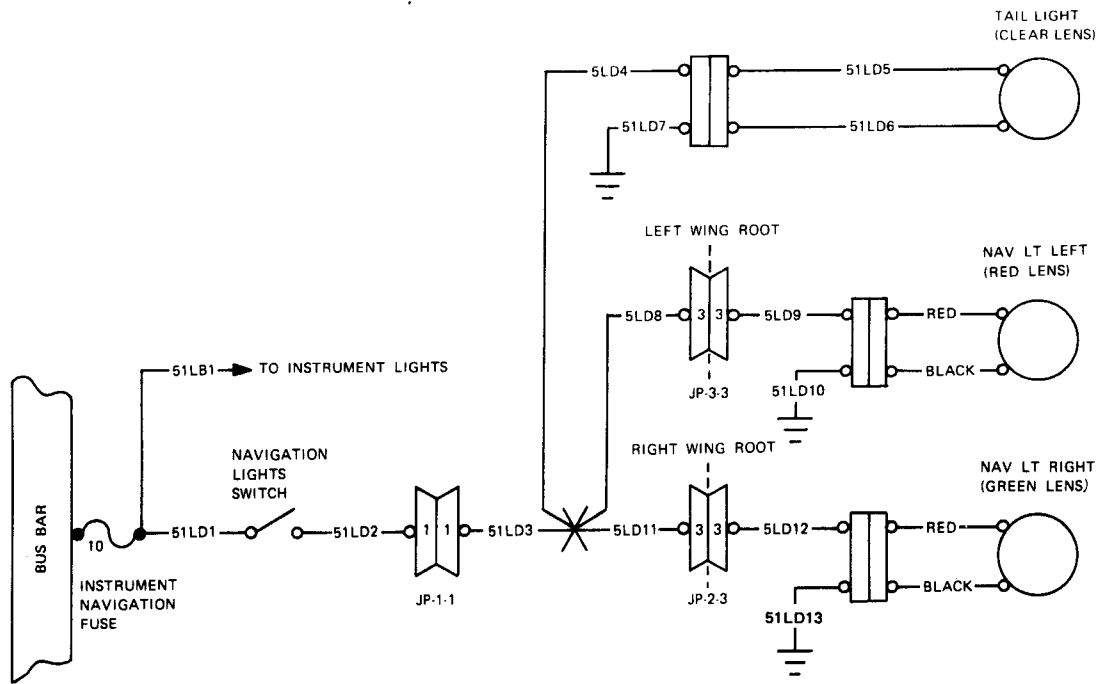 TAIL LIGHT
(CLEAR LENS)
5LD4
51LD5
51LD7
51LD6
LEFT WING ROOT
NAV LT LEFT
(RED LENS)
5LD8
3 3
5LD9
RED
51LB1
TO INSTRUMENT LIGHTS
BLACK
JP-3-3
51LD10
NAVIGATION
LIGHTS
SWITCH
RIGHT WING ROOT
NAV LT RIGHT
(GREEN LENS)
BUS BAR
10
51LD1
51LD2
1 1
51LD3
5LD11
3 3
5LD12
RED
INSTRUMENT
NAVIGATION
FUSE
JP-1-1
JP-2-3
BLACK
51LD13